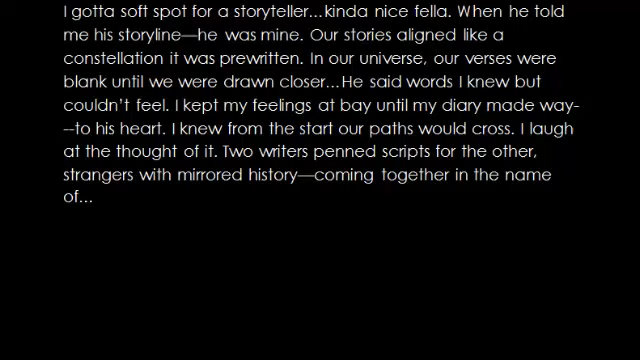 I gotta soft spot for a storyteller...kinda nice fella. When he told
me his storyline—he was mine. Our stories aligned like a
constellation it was prewritten. In our universe, our verses were
blank until we were drawn closer...He said words I knew but
couldn't feel. I kept my feelings at bay until my diary made way-
--to his heart. I knew from the start our paths would cross. I laugh
at the thought of it. Two writers penned scripts for the other,
strangers with mirrored history—coming together in the name
of...